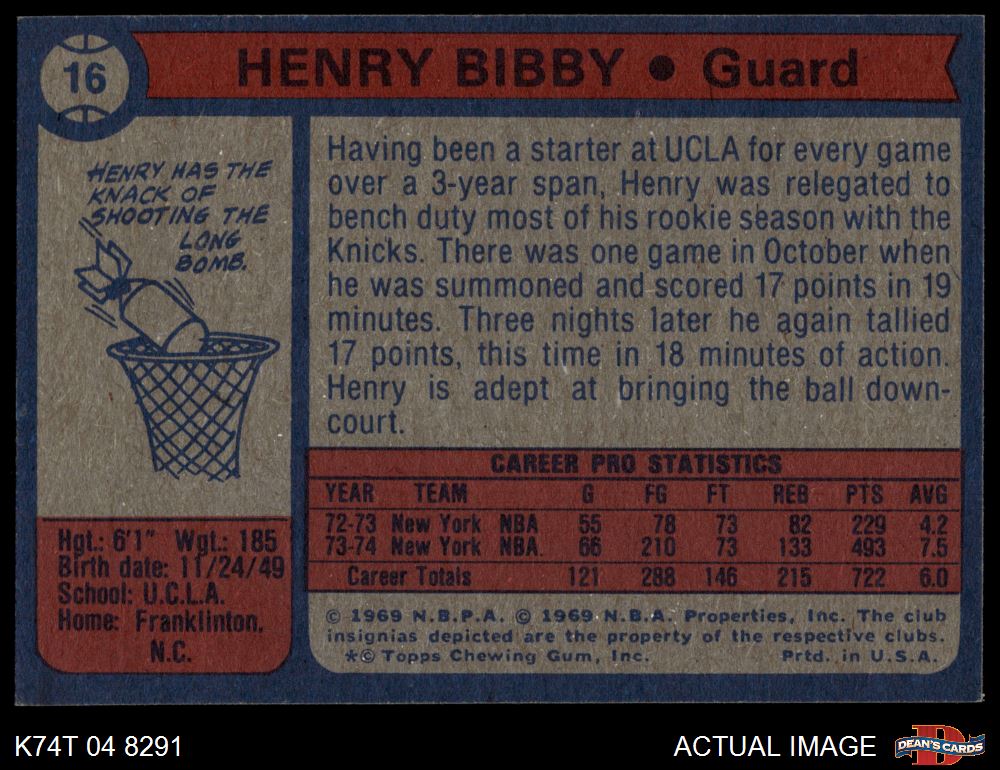 16
HENRY BIBBY • Guard
HENRY HAS THE
KNACK OF
SHOOTING THE
LONG
BOMB.
Hgt.: 6'1" Wgt.: 185
Birth date: 11/24/49
School: U.C.L.A.
Home: Franklinton,
N.C.
Having been a starter at UCLA for every game
over a 3-year span, Henry was relegated to
bench duty most of his rookie season with the
Knicks. There was one game in October when
he was summoned and scored 17 points in 19
minutes. Three nights later he again tallied
17 points, this time in 18 minutes of action.
Henry is adept at bringing the ball down-
court.
CAREER PRO STATISTICS
YEAR TEAM G FG FT REB PTS AVG
72-73 New York NBA 55 78 73 82 229 4.2
73-74 New York NBA. 66 210 73 133 493 7.5
Career Totals 121 288 146 215 722 6.0
© 1969 N.B.P.A. © 1969 N.B.A. Properties, Inc. The club
insignias depicted are the property of the respective clubs.
*© Topps Chewing Gum, Inc. Prtd. in U.S.A.
K74T 04 8291
ACTUAL IMAGE
D
DEAN'S CARDS